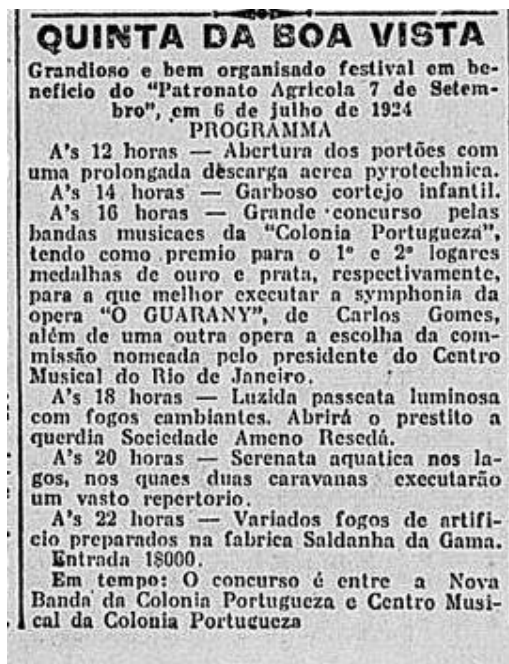 QUINTA DA BOA VISTA
Grandioso e bem organisado festival em be-
neficio do "Patronato Agricola 7 de Setem-
bro", em 6 de julho de 1924
PROGRAMMA
A's 12 horas — Abertura dos portões com
uma prolongada descarga aerea pyrotechnica.
A's 14 horas — Garboso cortejo infantil.
A's 16 horas — Grande concurso pelas
bandas musicaes da "Colonia Portugueza",
tendo como premio para o 1º e 2º logares
medalhas de ouro e prata, respectivamente,
para a que melhor executar a symphonia da
opera "O GUARANY", de Carlos Gomes,
além de uma outra opera a escolha da com-
missão nomeada pelo presidente do Centro
Musical do Rio de Janeiro.
A's 18 horas — Luzida passeata luminosa
com fogos cambiantes. Abrirá o prestito a
querdia Sociedade Ameno Resedá.
A's 20 horas — Serenata aquatica nos la-
gos, nos quaes duas caravanas executarão
um vasto repertorio.
A's 22 horas — Variados fogos de artifi-
cio preparados na fabrica Saldanha da Gama.
Entrada 1$000.
Em tempo: O concurso é entre a Nova
Banda da Colonia Portugueza e Centro Musi-
cal da Colonia Portugueza